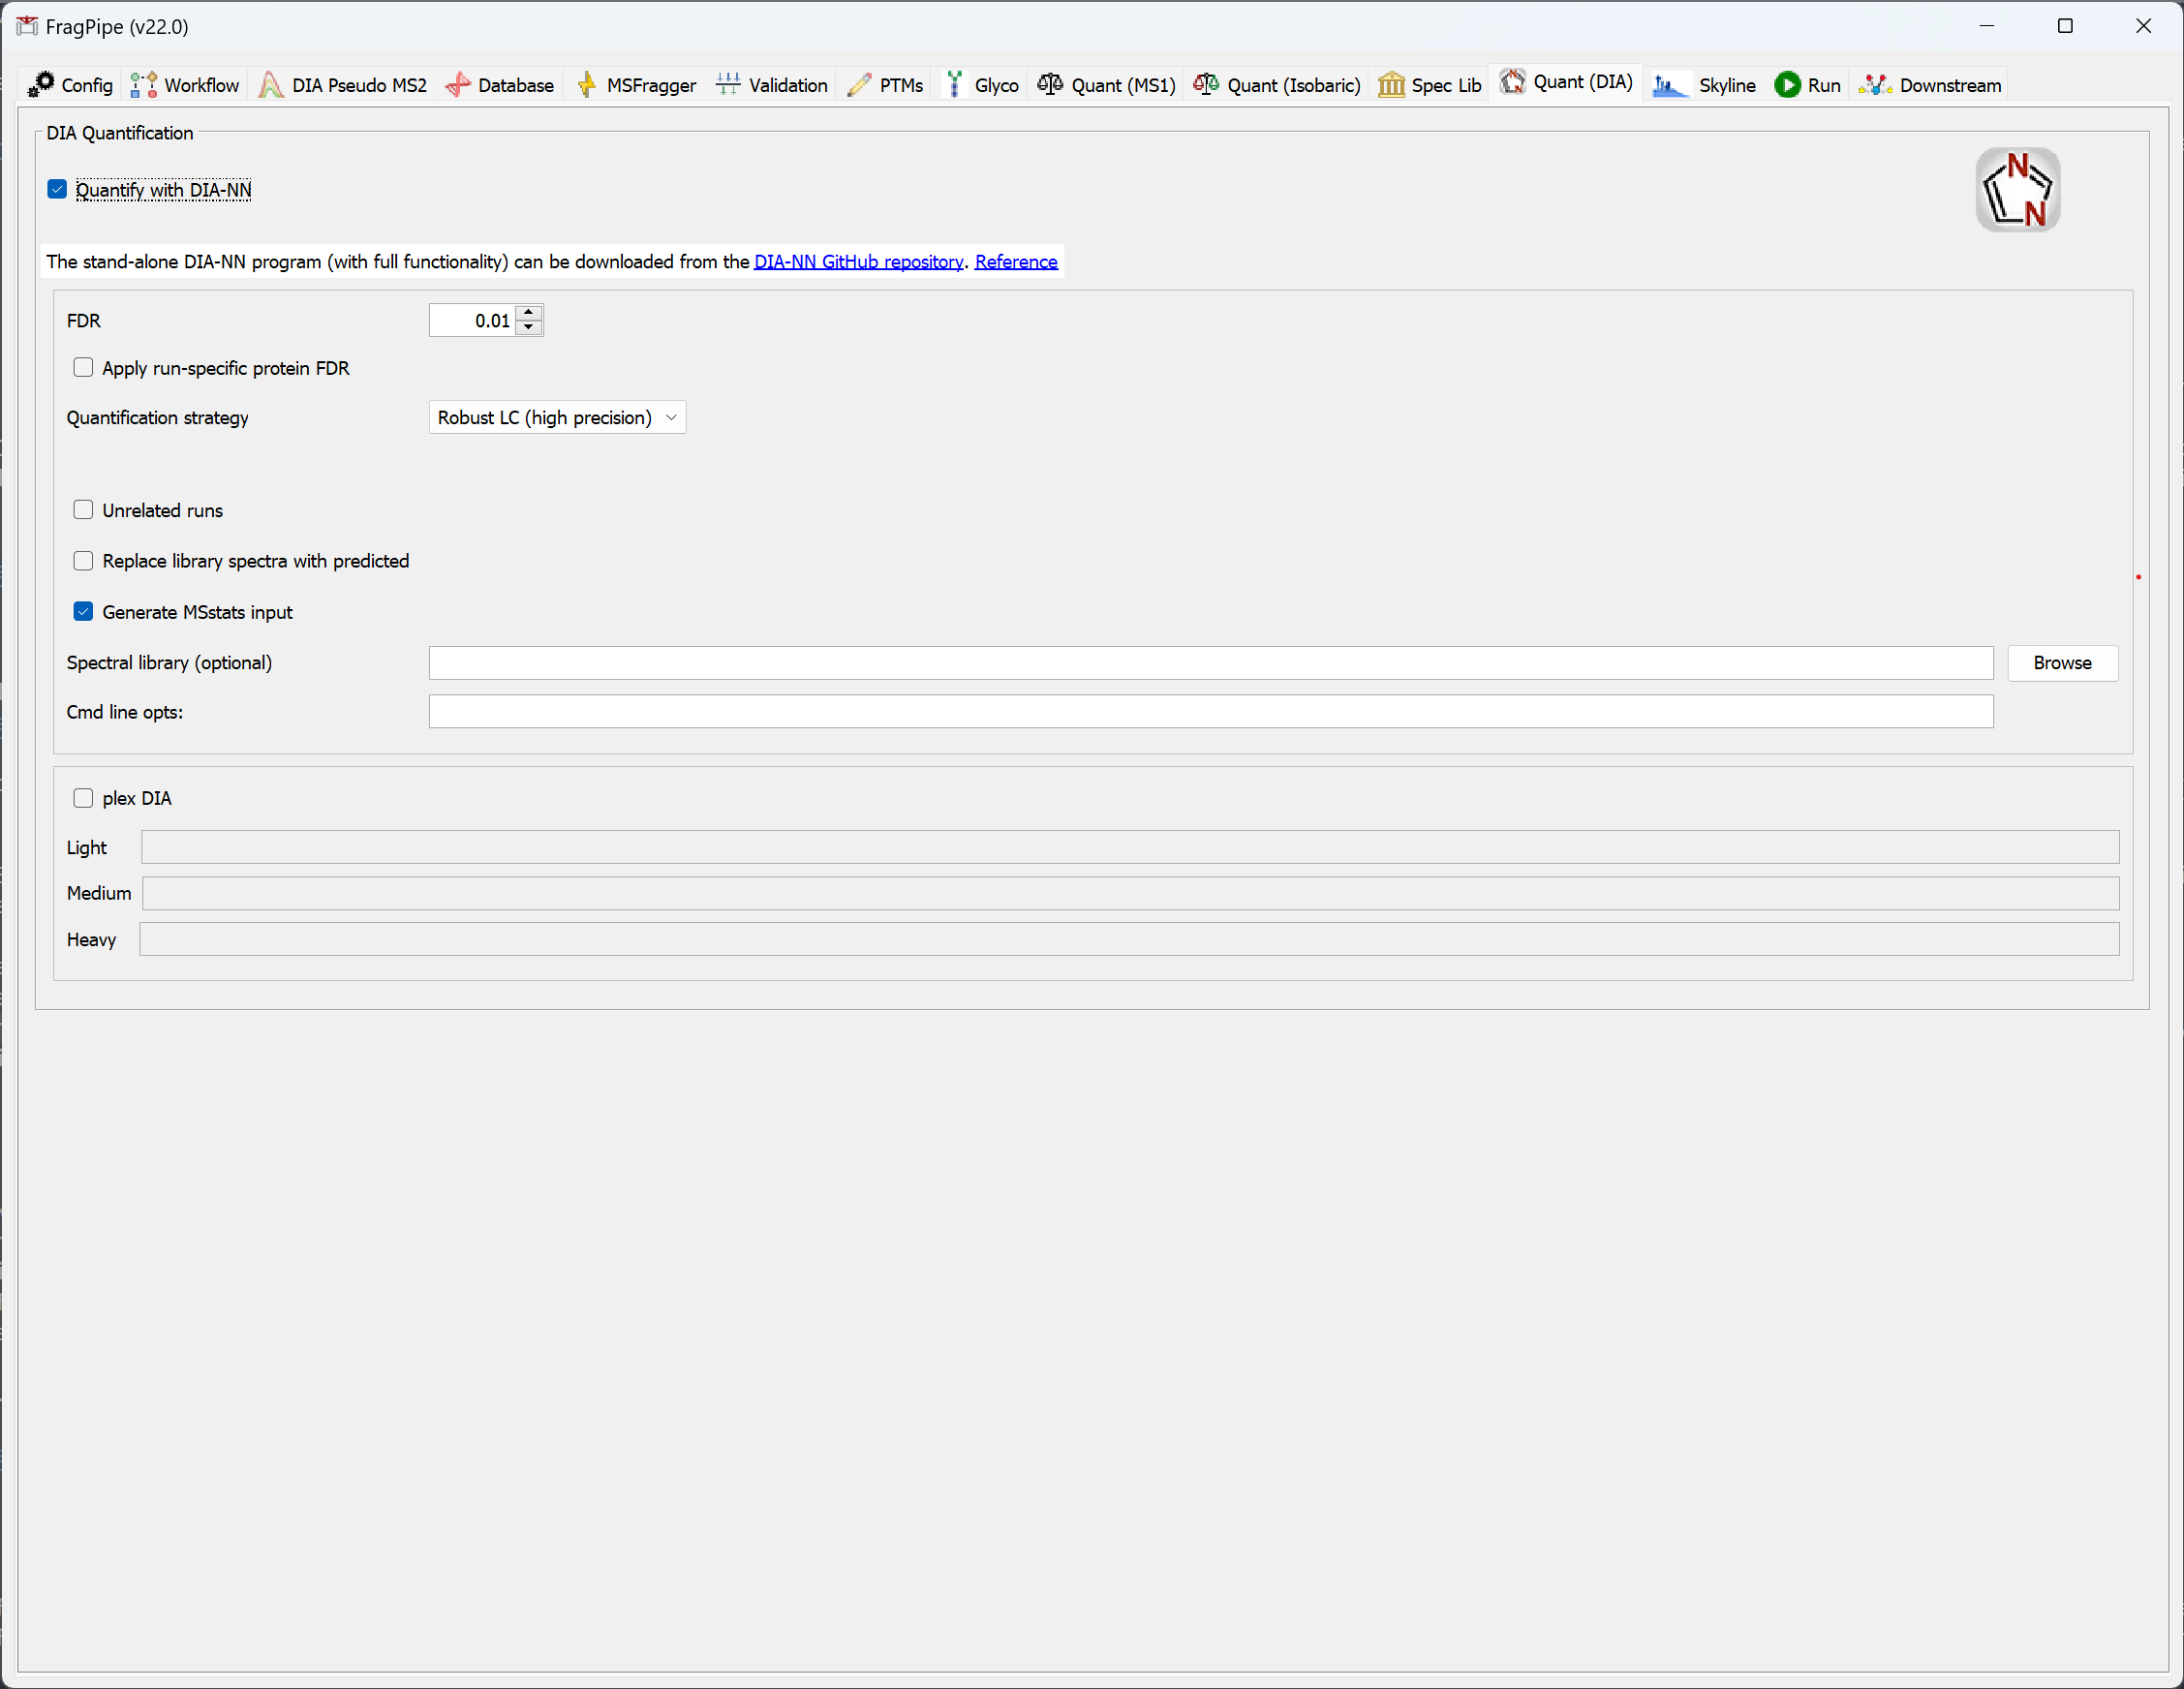 FragPipe (v22.0)
Config Workflow DIA Pseudo MS2 Database MSFragger Validation PTMs Glyco Quant (MS1) Quant (Isobaric) Spec Lib Quant (DIA) Skyline Run Downstream
DIA Quantification
Quantify with DIA-NN
N
N
The stand-alone DIA-NN program (with full functionality) can be downloaded from the DIA-NN GitHub repository. Reference
FDR 0.01
Apply run-specific protein FDR
Quantification strategy Robust LC (high precision)
Unrelated runs
Replace library spectra with predicted
Generate MSstats input
Spectral library (optional) Browse
Cmd line opts:
plex DIA
Light
Medium
Heavy